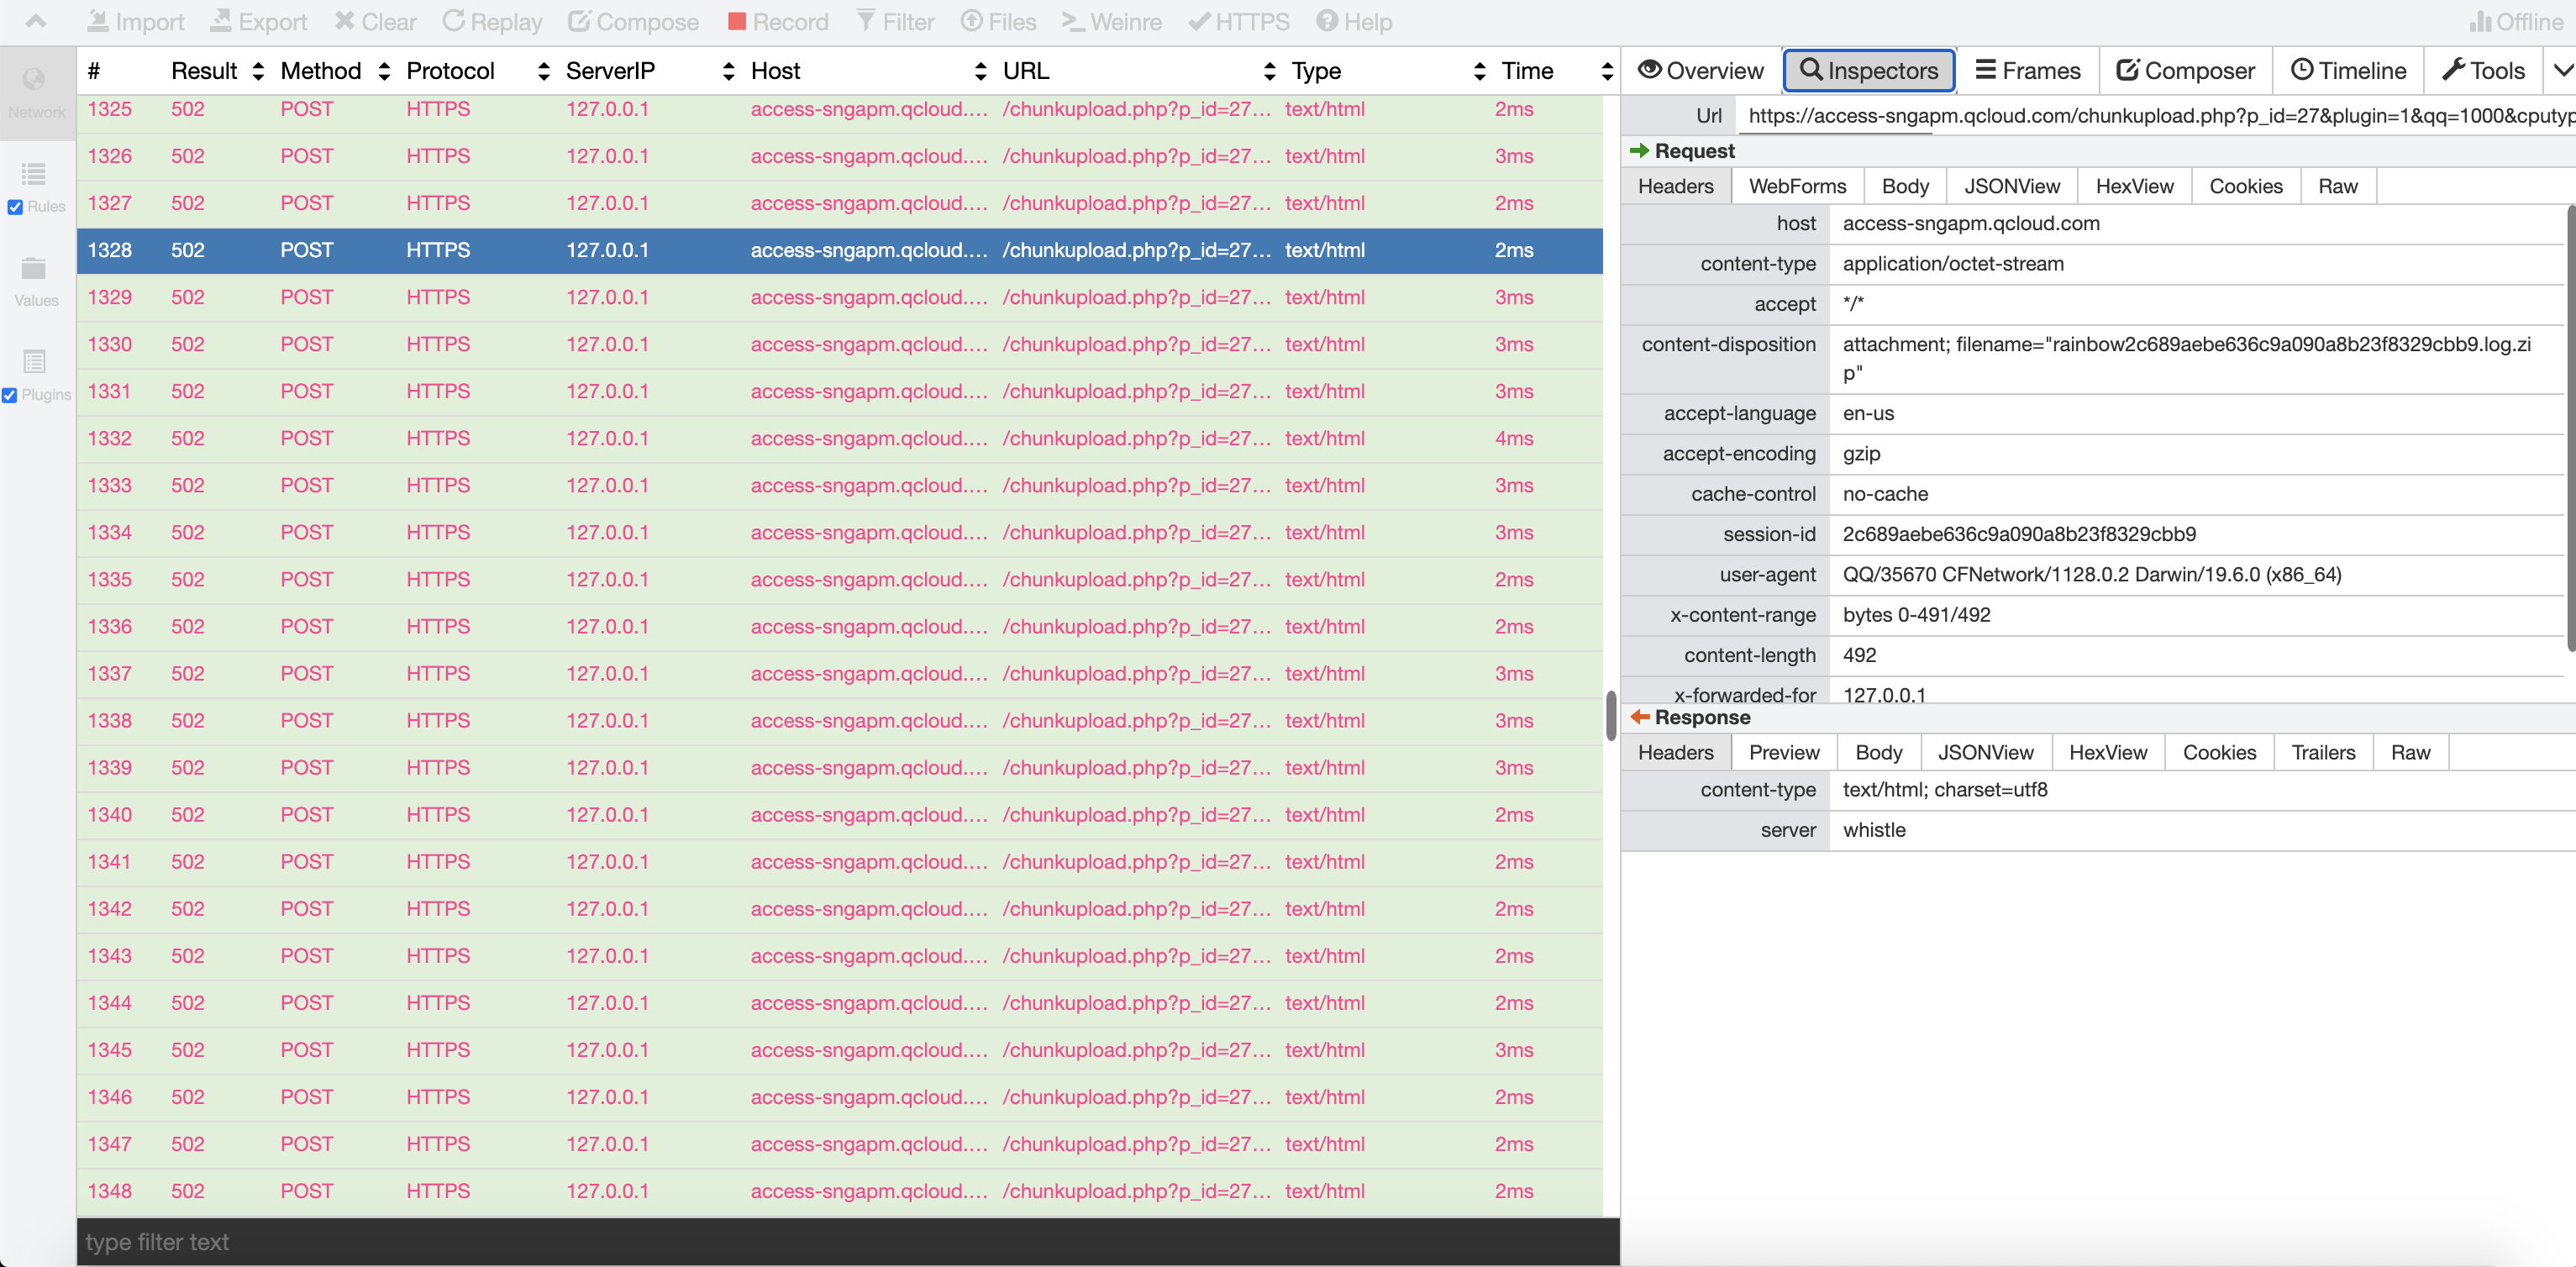 Import Export Clear Replay Compose Record Filter Files Weinre HTTPS Help Offline
Network
Rules
Values
Plugins
# Result Method Protocol ServerIP Host URL Type Time
1325 502 POST HTTPS 127.0.0.1 access-sngapm.qcloud.... /chunkupload.php?p_id=27... text/html 2ms
1326 502 POST HTTPS 127.0.0.1 access-sngapm.qcloud.... /chunkupload.php?p_id=27... text/html 3ms
1327 502 POST HTTPS 127.0.0.1 access-sngapm.qcloud.... /chunkupload.php?p_id=27... text/html 2ms
1328 502 POST HTTPS 127.0.0.1 access-sngapm.qcloud.... /chunkupload.php?p_id=27... text/html 2ms
1329 502 POST HTTPS 127.0.0.1 access-sngapm.qcloud.... /chunkupload.php?p_id=27... text/html 3ms
1330 502 POST HTTPS 127.0.0.1 access-sngapm.qcloud.... /chunkupload.php?p_id=27... text/html 3ms
1331 502 POST HTTPS 127.0.0.1 access-sngapm.qcloud.... /chunkupload.php?p_id=27... text/html 3ms
1332 502 POST HTTPS 127.0.0.1 access-sngapm.qcloud.... /chunkupload.php?p_id=27... text/html 4ms
1333 502 POST HTTPS 127.0.0.1 access-sngapm.qcloud.... /chunkupload.php?p_id=27... text/html 3ms
1334 502 POST HTTPS 127.0.0.1 access-sngapm.qcloud.... /chunkupload.php?p_id=27... text/html 3ms
1335 502 POST HTTPS 127.0.0.1 access-sngapm.qcloud.... /chunkupload.php?p_id=27... text/html 2ms
1336 502 POST HTTPS 127.0.0.1 access-sngapm.qcloud.... /chunkupload.php?p_id=27... text/html 2ms
1337 502 POST HTTPS 127.0.0.1 access-sngapm.qcloud.... /chunkupload.php?p_id=27... text/html 3ms
1338 502 POST HTTPS 127.0.0.1 access-sngapm.qcloud.... /chunkupload.php?p_id=27... text/html 3ms
1339 502 POST HTTPS 127.0.0.1 access-sngapm.qcloud.... /chunkupload.php?p_id=27... text/html 3ms
1340 502 POST HTTPS 127.0.0.1 access-sngapm.qcloud.... /chunkupload.php?p_id=27... text/html 2ms
1341 502 POST HTTPS 127.0.0.1 access-sngapm.qcloud.... /chunkupload.php?p_id=27... text/html 2ms
1342 502 POST HTTPS 127.0.0.1 access-sngapm.qcloud.... /chunkupload.php?p_id=27... text/html 2ms
1343 502 POST HTTPS 127.0.0.1 access-sngapm.qcloud.... /chunkupload.php?p_id=27... text/html 2ms
1344 502 POST HTTPS 127.0.0.1 access-sngapm.qcloud.... /chunkupload.php?p_id=27... text/html 2ms
1345 502 POST HTTPS 127.0.0.1 access-sngapm.qcloud.... /chunkupload.php?p_id=27... text/html 3ms
1346 502 POST HTTPS 127.0.0.1 access-sngapm.qcloud.... /chunkupload.php?p_id=27... text/html 2ms
1347 502 POST HTTPS 127.0.0.1 access-sngapm.qcloud.... /chunkupload.php?p_id=27... text/html 2ms
1348 502 POST HTTPS 127.0.0.1 access-sngapm.qcloud.... /chunkupload.php?p_id=27... text/html 2ms
type filter text
Overview Inspectors Frames Composer Timeline Tools
Url https://access-sngapm.qcloud.com/chunkupload.php?p_id=27&plugin=1&qq=1000&cputyp
Request
Headers WebForms Body JSONView HexView Cookies Raw
host access-sngapm.qcloud.com
content-type application/octet-stream
accept */*
content-disposition attachment; filename="rainbow2c689aebe636c9a090a8b23f8329cbb9.log.zi
p"
accept-language en-us
accept-encoding gzip
cache-control no-cache
session-id 2c689aebe636c9a090a8b23f8329cbb9
user-agent QQ/35670 CFNetwork/1128.0.2 Darwin/19.6.0 (x86_64)
x-content-range bytes 0-491/492
content-length 492
x-forwarded-for 127.0.0.1
Response
Headers Preview Body JSONView HexView Cookies Trailers Raw
content-type text/html; charset=utf8
server whistle